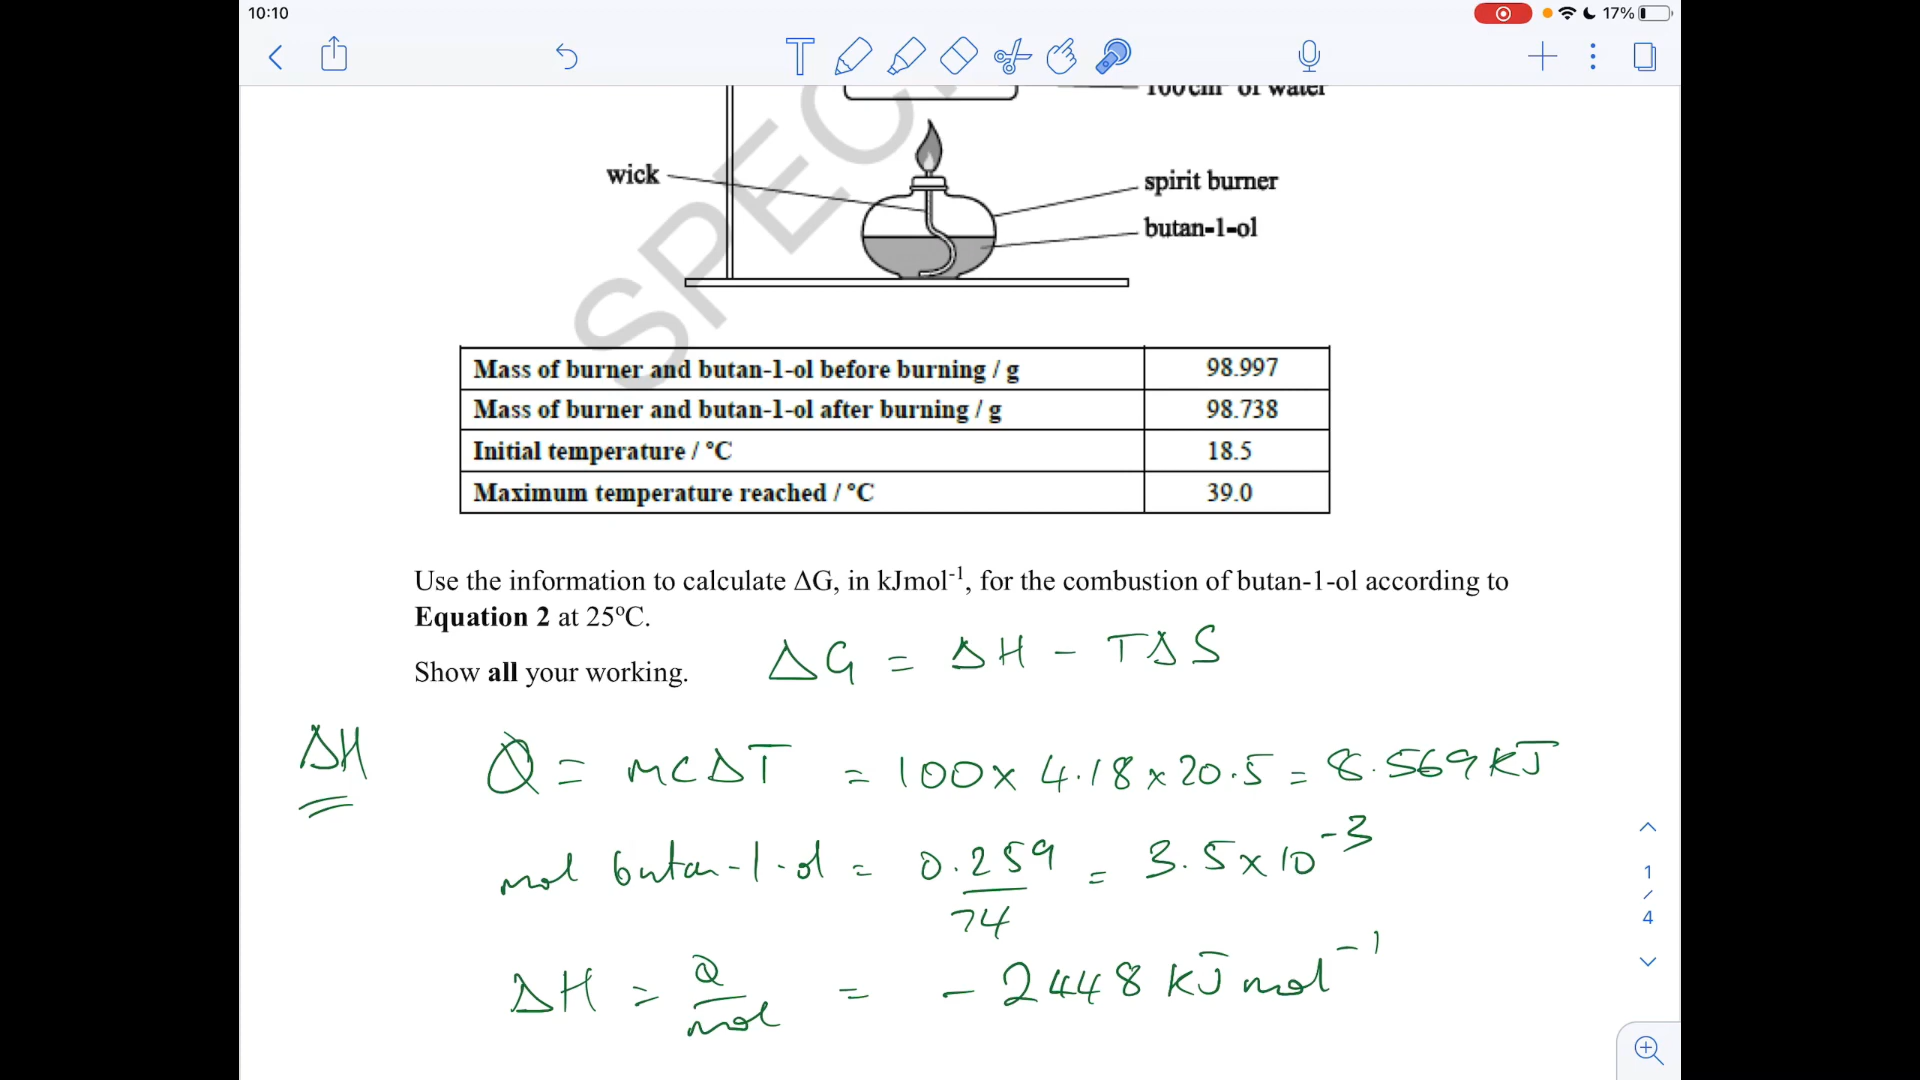 10:10
17%
T
100 cm³ of water
wick
spirit burner
butan-1-ol
SPEC
Mass of burner and butan-1-ol before burning / g 98.997
Mass of burner and butan-1-ol after burning / g 98.738
Initial temperature / °C 18.5
Maximum temperature reached / °C 39.0
Use the information to calculate ΔG, in kJmol⁻¹, for the combustion of butan-1-ol according to
Equation 2 at 25ºC.
Show all your working.
ΔG = ΔH - TΔS
ΔH
Q = mcΔT = 100 x 4.18 x 20.5 = 8.569 kJ
mol butan-1-ol = 0.259/74 = 3.5 x 10⁻³
ΔH = Q/mol = - 2448 kJ mol⁻¹
1
/
4